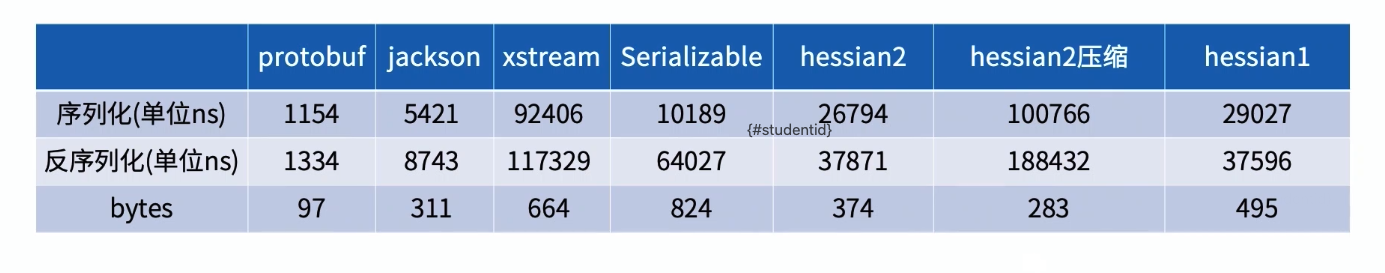 protobuf jackson xstream Serializable hessian2 hessian2压缩 hessian1
序列化(单位ns) 1154 5421 92406 10189 26794 100766 29027
{#studentid}
反序列化(单位ns) 1334 8743 117329 64027 37871 188432 37596
bytes 97 311 664 824 374 283 495